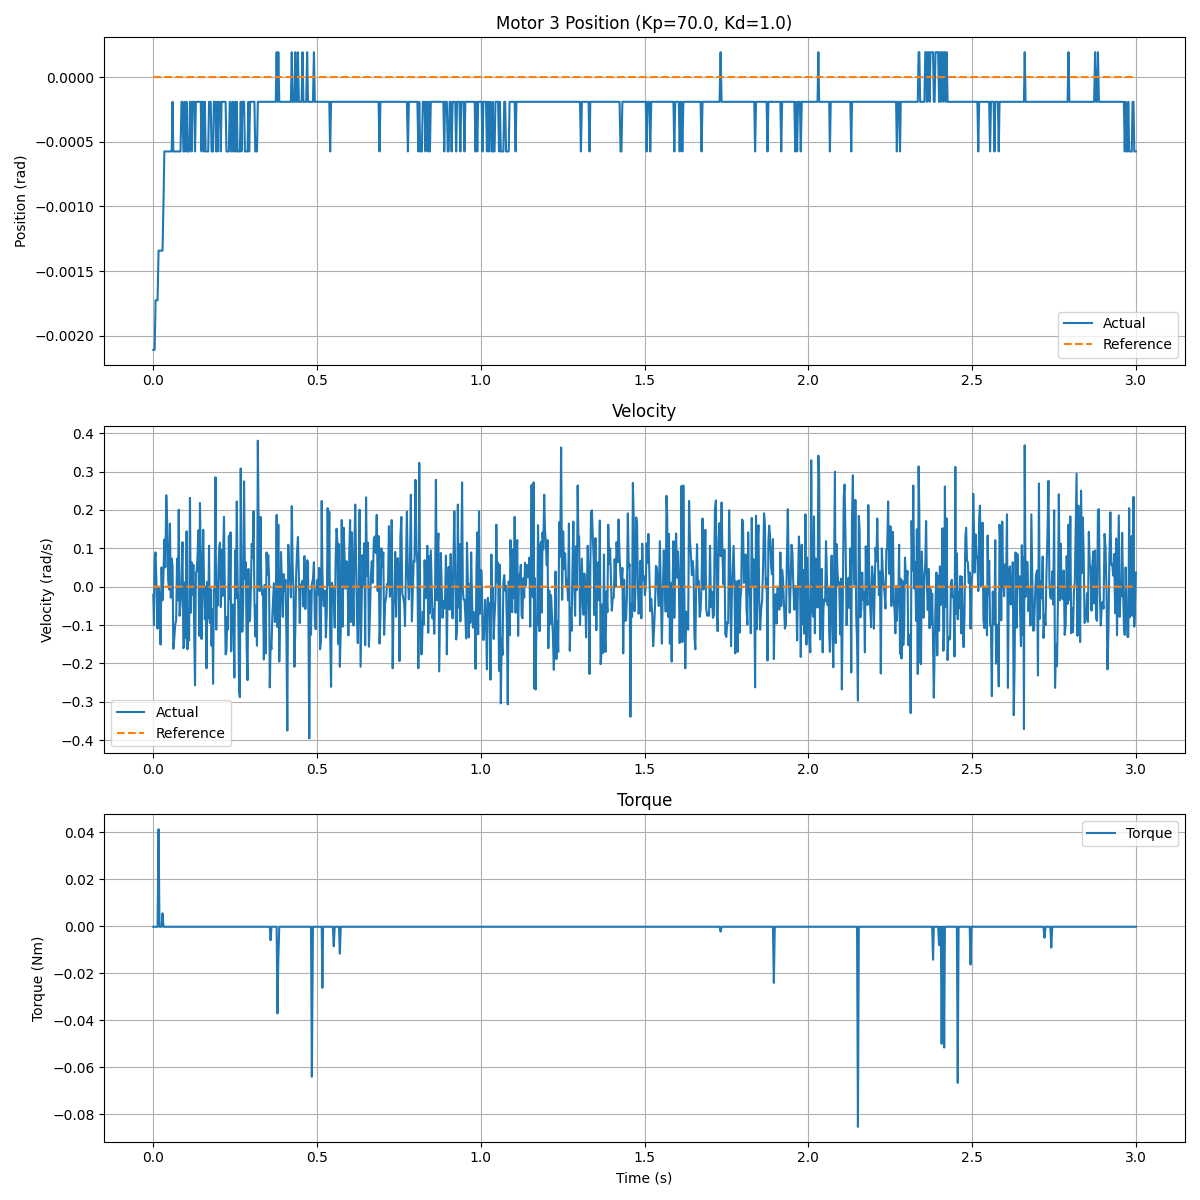 Motor 3 Position (Kp=70.0, Kd=1.0)
0.0000
−0.0005
−0.0010
−0.0015
−0.0020
Position (rad)
Actual
Reference
0.0 0.5 1.0 1.5 2.0 2.5 3.0
Velocity
0.4
0.3
0.2
0.1
0.0
−0.1
−0.2
−0.3
−0.4
Velocity (rad/s)
Actual
Reference
0.0 0.5 1.0 1.5 2.0 2.5 3.0
Torque
0.04
0.02
0.00
−0.02
−0.04
−0.06
−0.08
Torque (Nm)
Torque
0.0 0.5 1.0 1.5 2.0 2.5 3.0
Time (s)